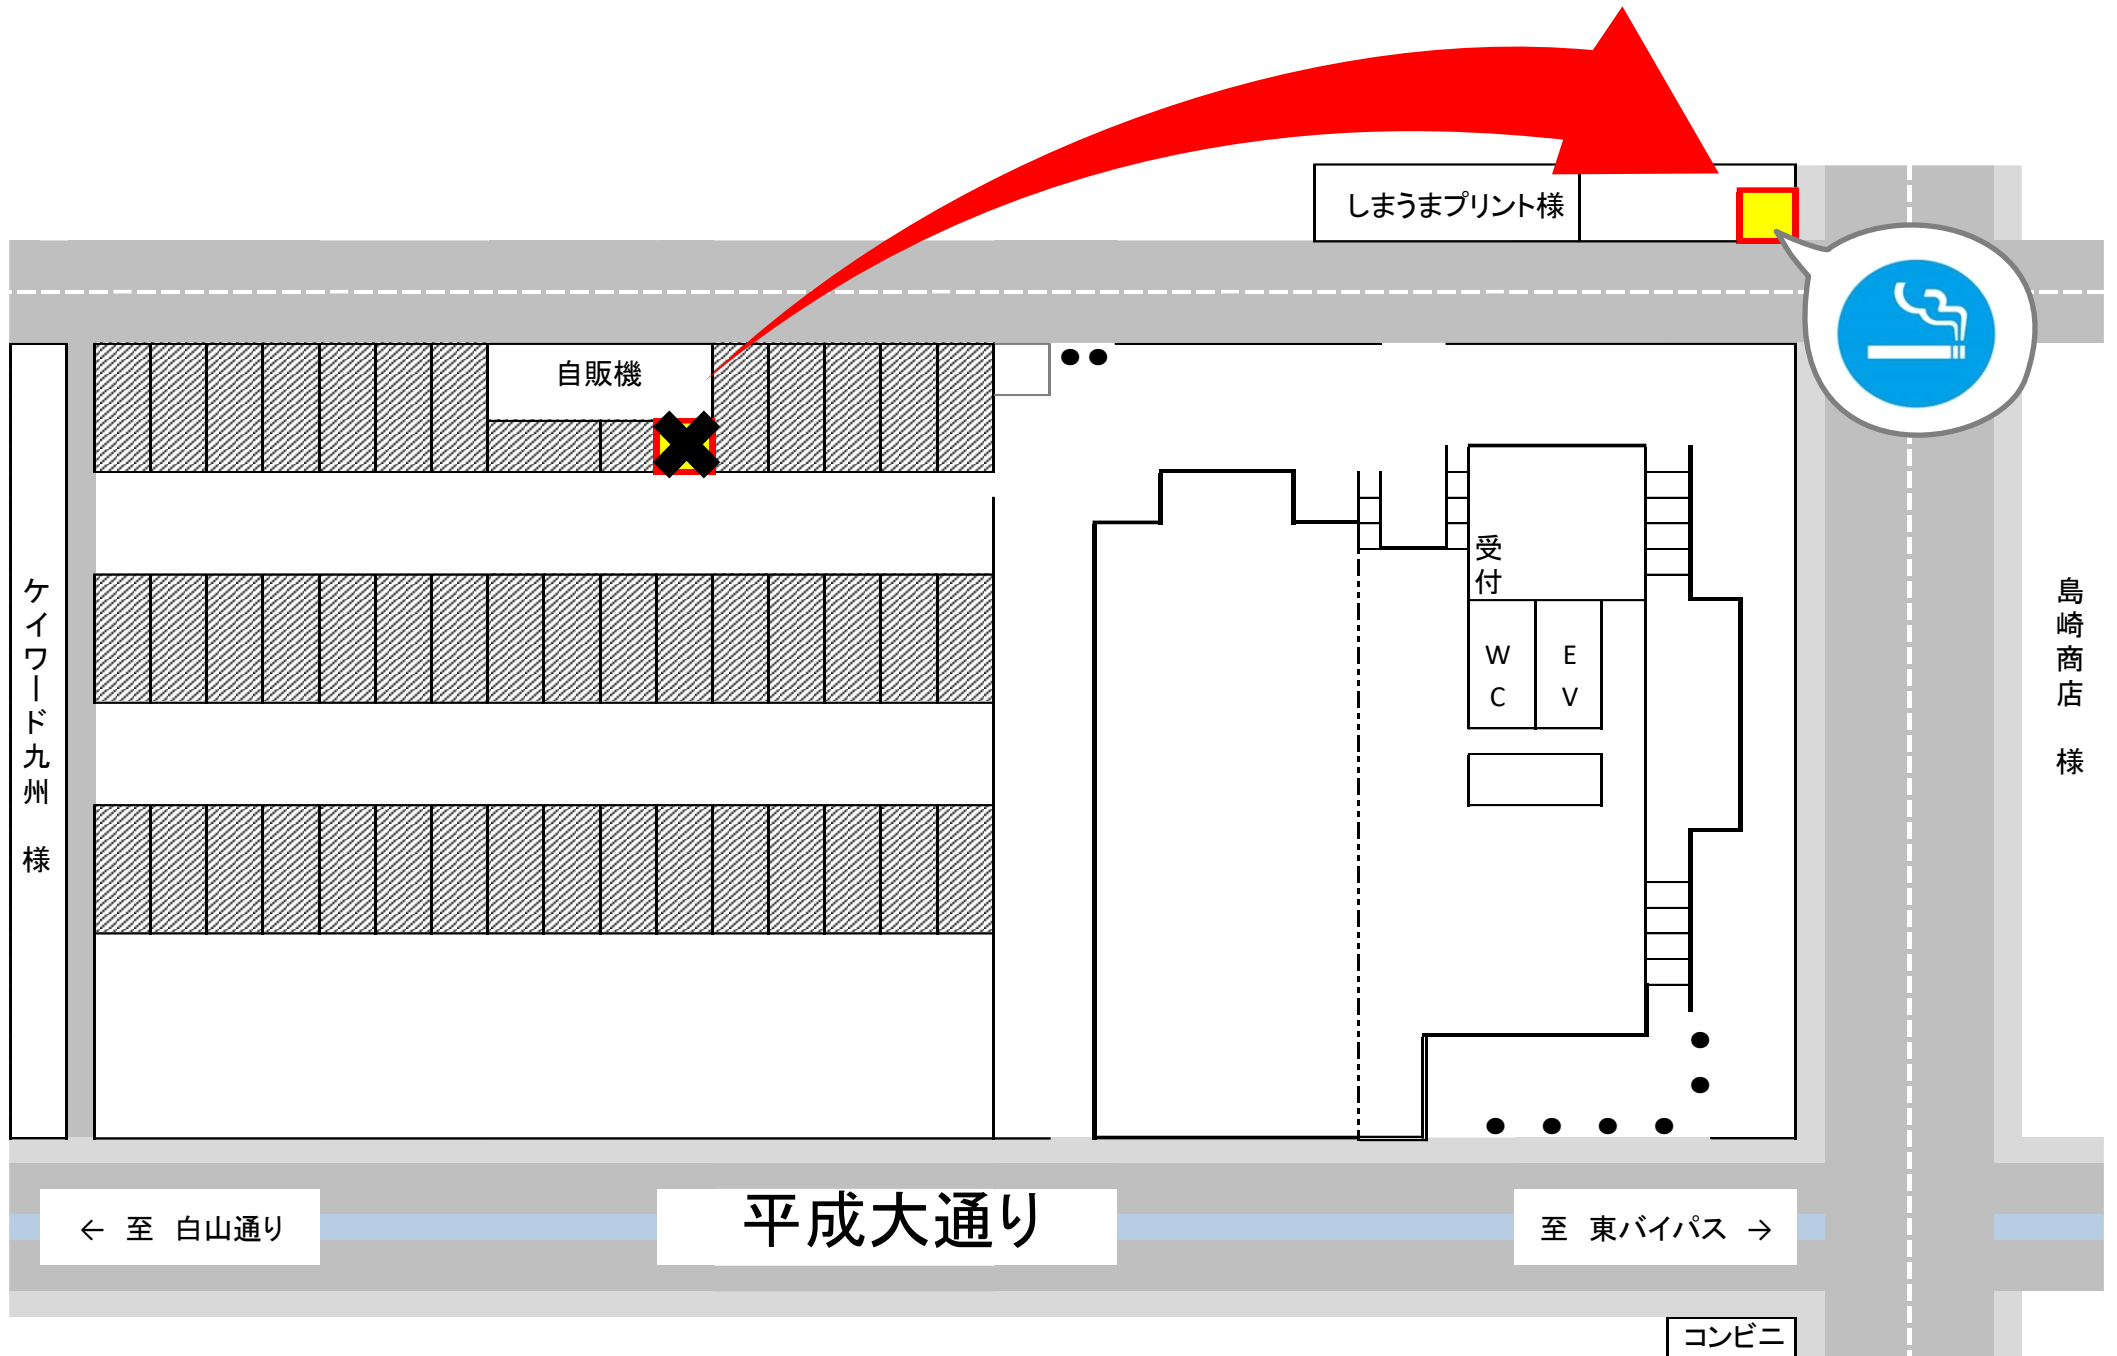 しまうまプリント様
自販機
受付
WC
EV
ケイワード九州　様
島崎商店　様
← 至　白山通り
平成大通り
至　東バイパス →
コンビニ